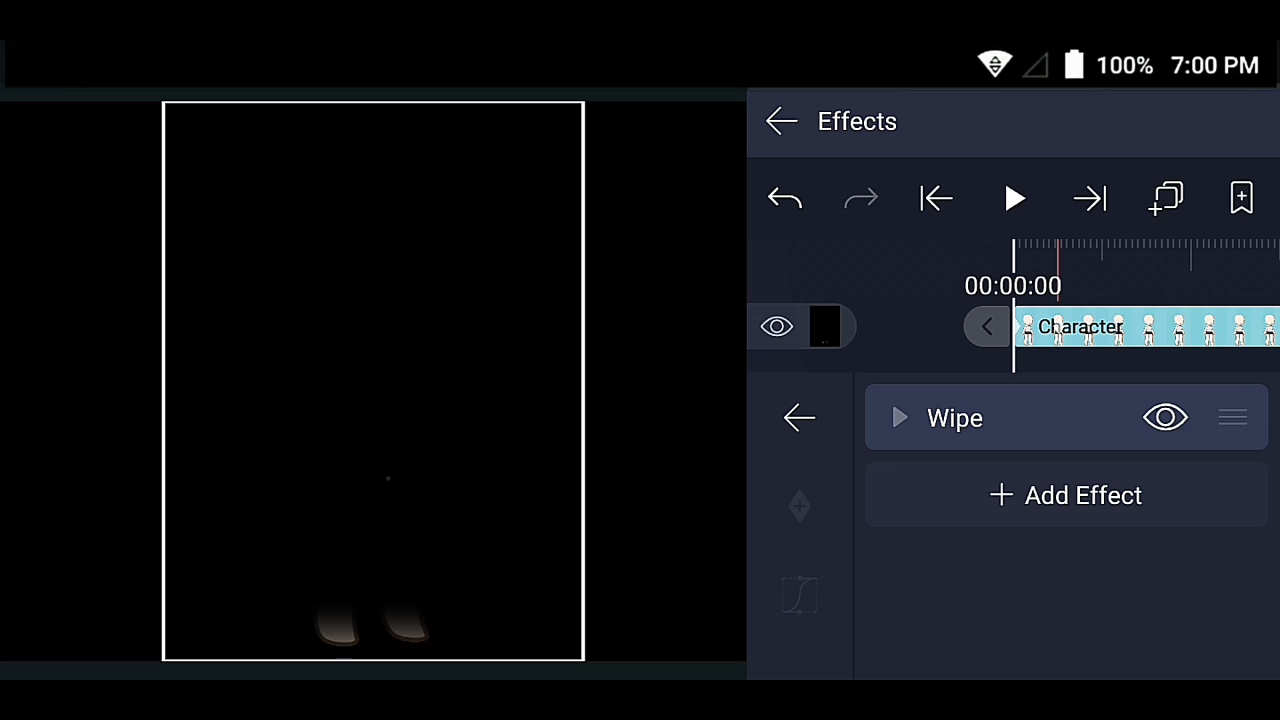 100% 7:00 PM
Effects
00:00:00
Character
Wipe
+ Add Effect